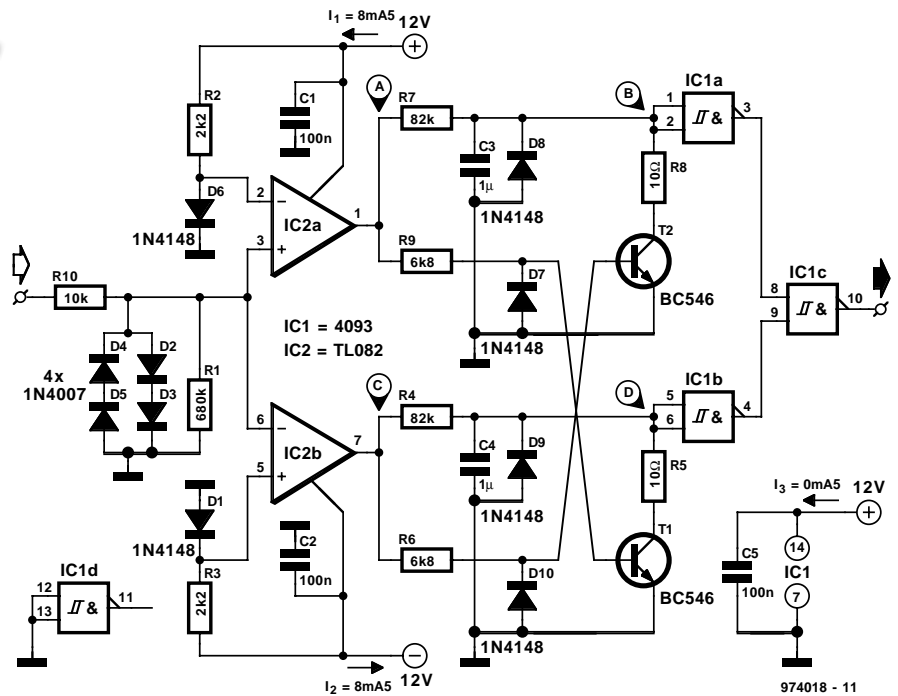 I1 = 8mA5
12V
+
R2
2k2
C1
100n
A
R7
82k
B
IC1a
1
2
&
3
D6
1N4148
2
3
−
+
IC2a
1
C3
1µ
D8
1N4148
10Ω
R8
T2
BC546
R9
6k8
D7
1N4148
R10
10k
IC1 = 4093
IC2 = TL082
IC1c
8
9
&
10
4x
1N4007
D4
D5
D2
D3
R1
680k
C
R4
82k
D
IC1b
5
6
&
4
6
5
−
+
IC2b
7
C4
1µ
D9
1N4148
10Ω
R5
T1
BC546
D1
1N4148
R3
2k2
C2
100n
R6
6k8
D10
1N4148
I3 = 0mA5
12V
+
C5
100n
14
IC1
7
IC1d
12
13
&
11
I2 = 8mA5
−
12V
974018 - 11